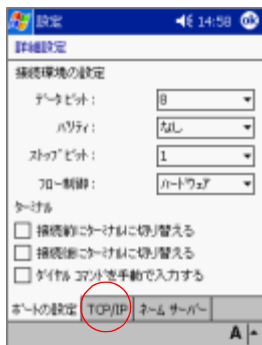 設定 14:58 ok
詳細設定
接続環境の設定
データ ビット: 8
パリティ: なし
ストップ ビット: 1
フロー制御: ハードウェア
ターミナル
接続前にターミナルに切り替える
接続後にターミナルに切り替える
ダイヤル コマンドを手動で入力する
ポートの設定 TCP/IP ネーム サーバー
A